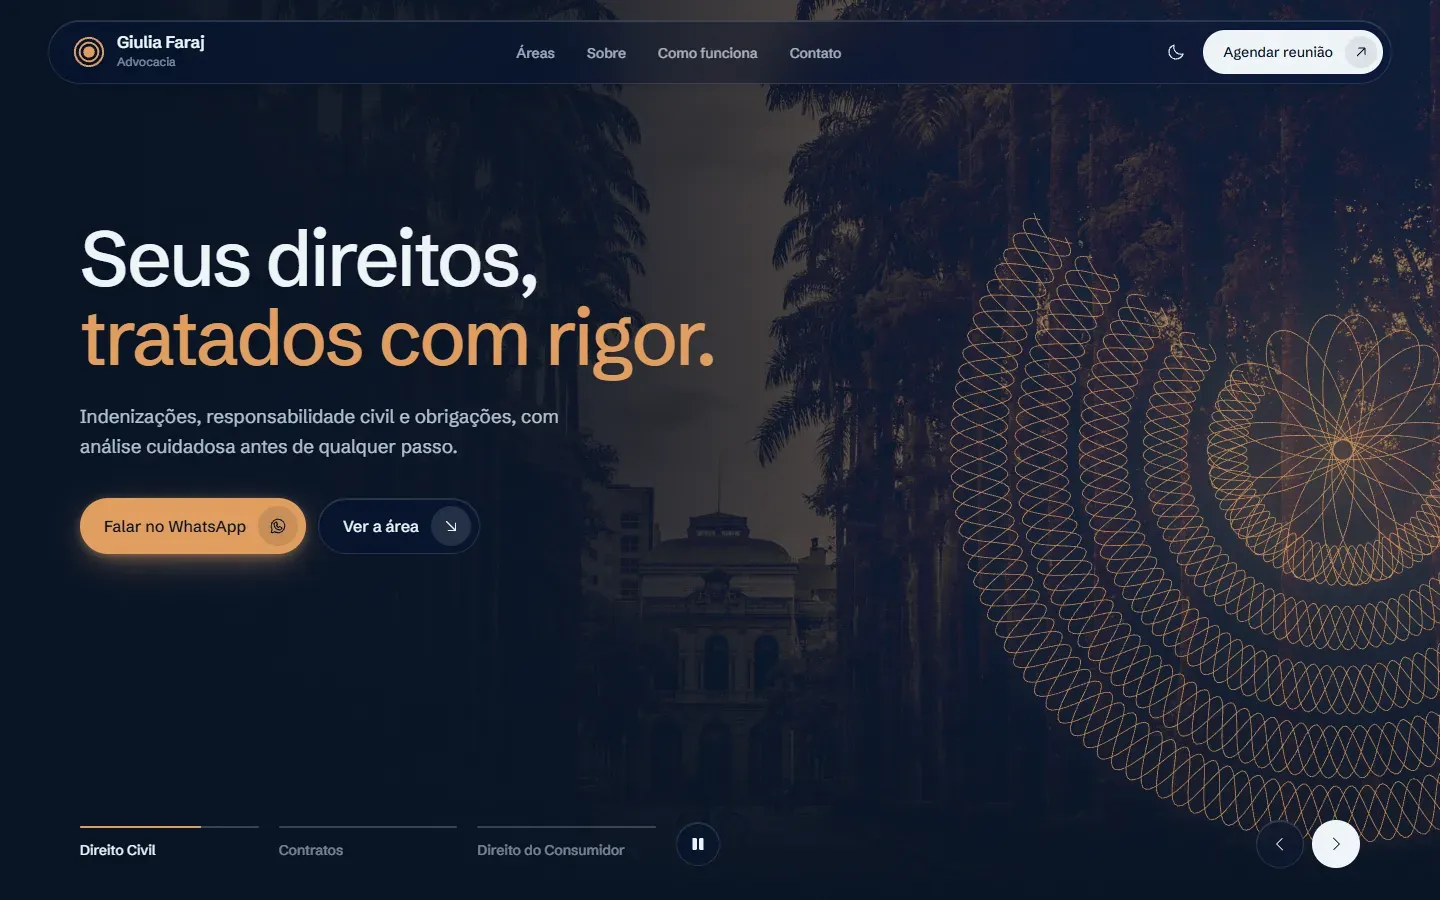 Giulia Faraj
Advocacia
Áreas
Sobre
Como funciona
Contato
Agendar reunião
Seus direitos,
tratados com rigor.
Indenizações, responsabilidade civil e obrigações, com
análise cuidadosa antes de qualquer passo.
Falar no WhatsApp
Ver a área
Direito Civil
Contratos
Direito do Consumidor